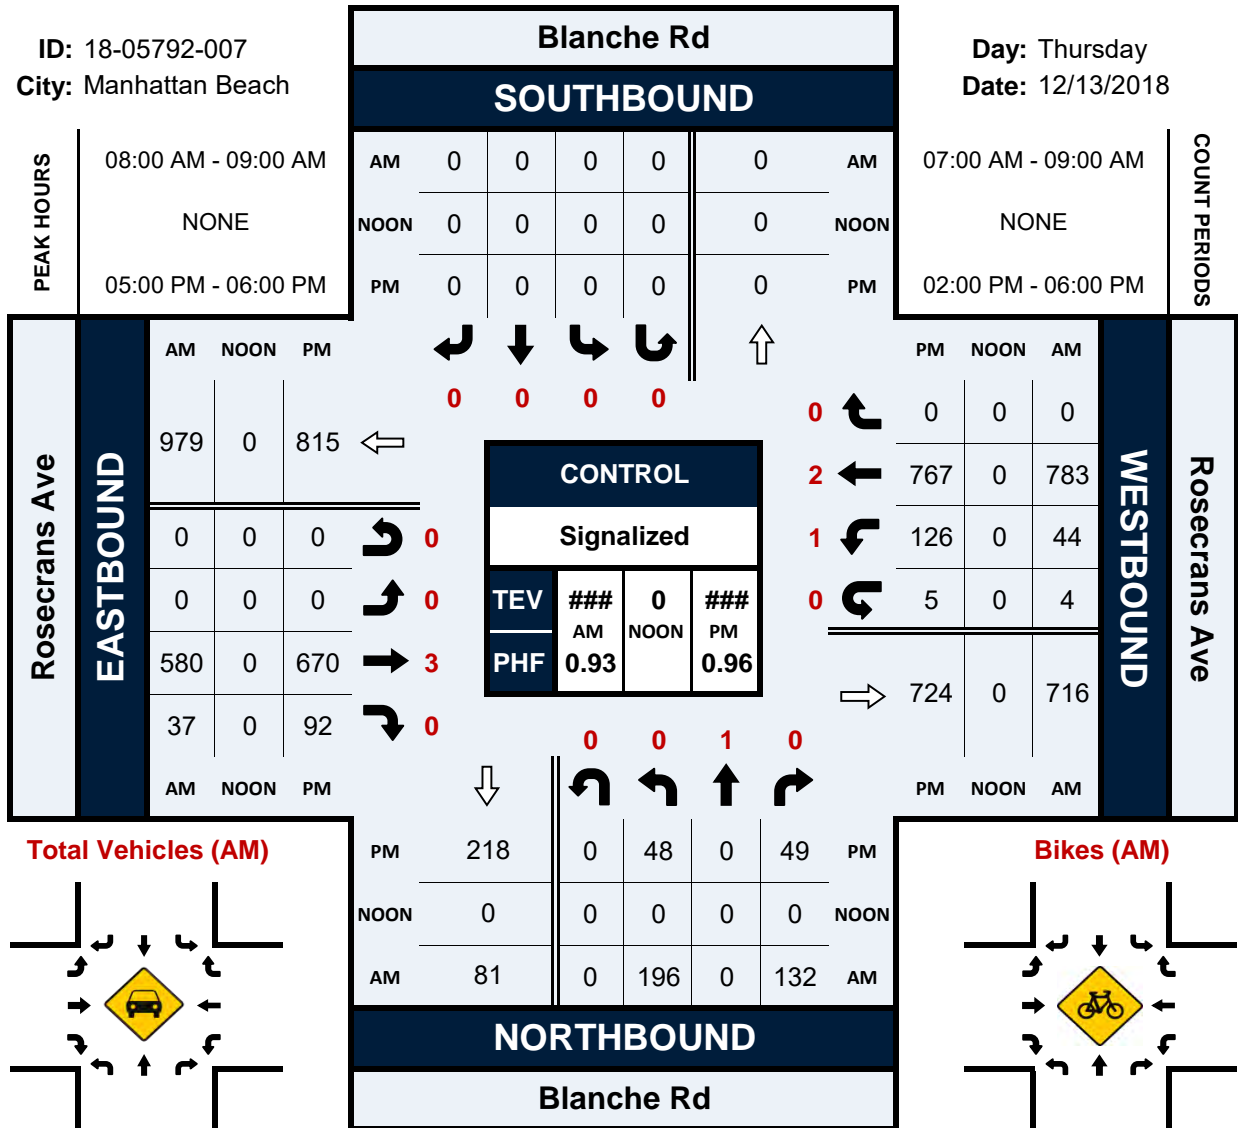 ID: 18-05792-007
City: Manhattan Beach
Blanche Rd
SOUTHBOUND
Day: Thursday
Date: 12/13/2018
PEAK HOURS
08:00 AM - 09:00 AM
NONE
05:00 PM - 06:00 PM
AM 0 0 0 0 0 AM
NOON 0 0 0 0 0 NOON
PM 0 0 0 0 0 PM
07:00 AM - 09:00 AM
NONE
02:00 PM - 06:00 PM
COUNT PERIODS
0 0 0 0
Rosecrans Ave
EASTBOUND
AM NOON PM
979 0 815
0 0 0 0
0 0 0 0
580 0 670 3
37 0 92 0
AM NOON PM
CONTROL
Signalized
TEV ### 0 ###
AM NOON PM
PHF 0.93 0.96
PM NOON AM
0 0 0 0
2 767 0 783
1 126 0 44
0 5 0 4
724 0 716
PM NOON AM
WESTBOUND
Rosecrans Ave
0 0 1 0
PM 218 0 48 0 49 PM
NOON 0 0 0 0 0 NOON
AM 81 0 196 0 132 AM
NORTHBOUND
Blanche Rd
Total Vehicles (AM)
Bikes (AM)